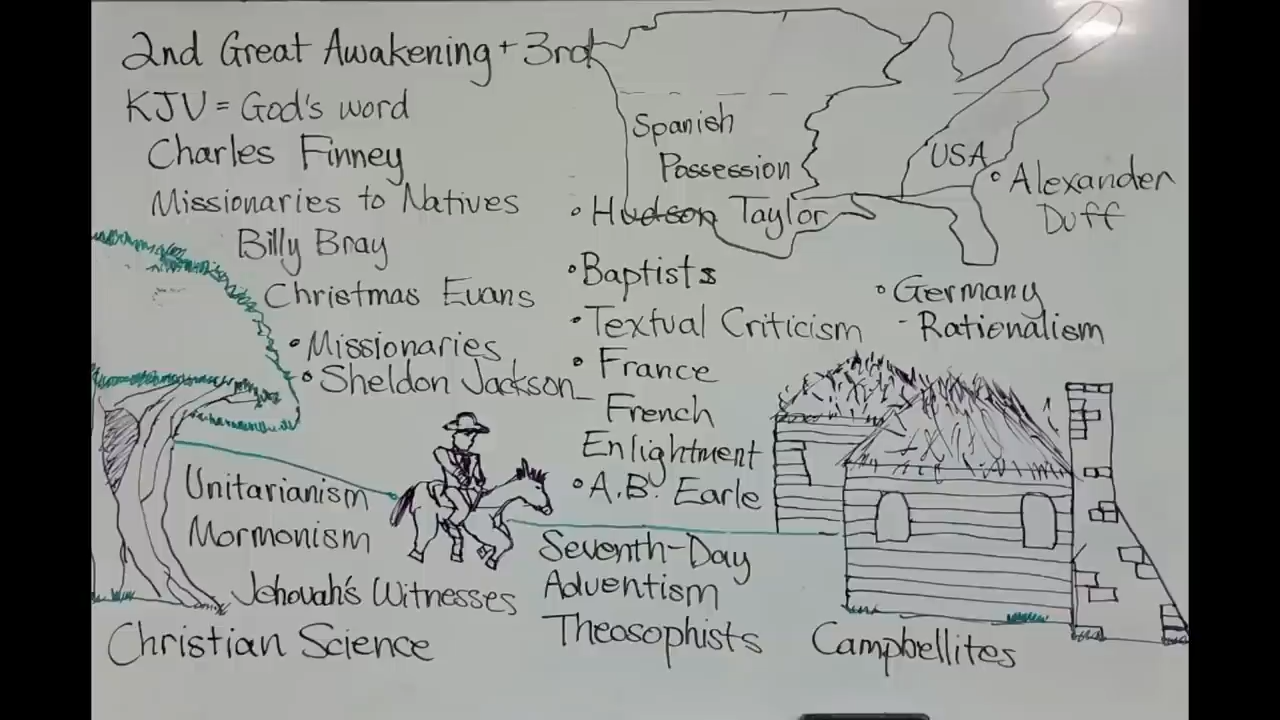 2nd Great Awakening + 3rd
KJV = God's word
Charles Finney
Missionaries to Natives
Billy Bray
Christmas Evans
• Missionaries
• Sheldon Jackson
Spanish
Possession
USA
• Alexander
Duff
• Hudson Taylor
• Baptists
• Textual Criticism
• France
French
Enlightment
• A.B. Earle
• Germany
- Rationalism
Unitarianism
Mormonism
Jehovah's Witnesses
Christian Science
Seventh-Day
Adventism
Theosophists
Campbellites